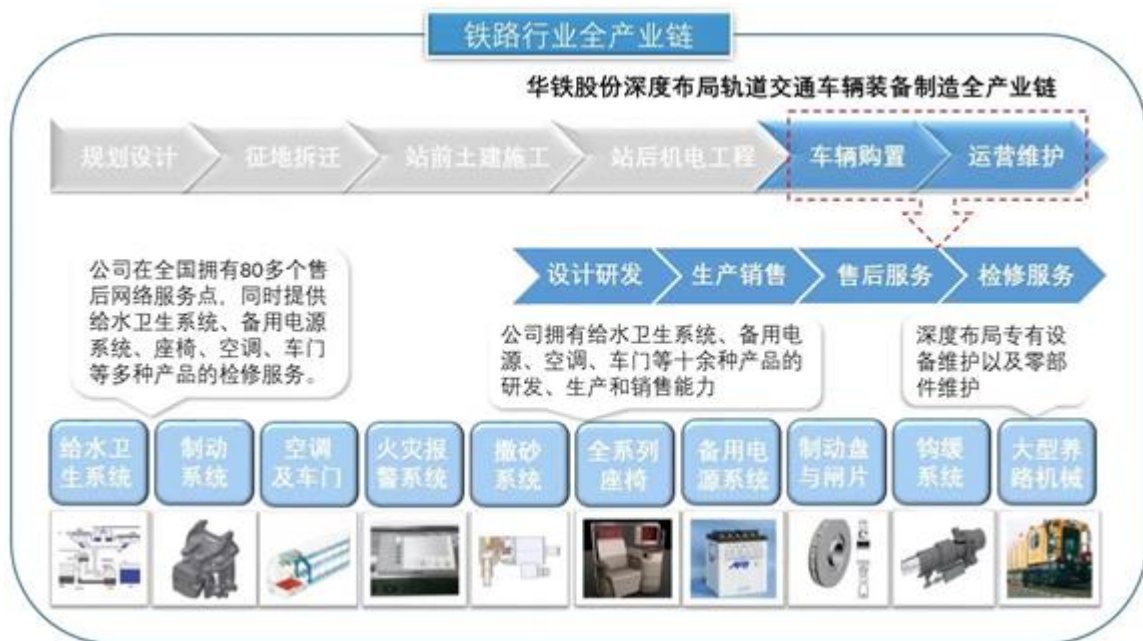 铁路行业全产业链
华铁股份深度布局轨道交通车辆装备制造全产业链
规划设计
征地拆迁
站前土建施工
站后机电工程
车辆购置
运营维护
设计研发
生产销售
售后服务
检修服务
公司在全国拥有80多个售
后网络服务点，同时提供
给水卫生系统、备用电源
系统、座椅、空调、车门
等多种产品的检修服务。
公司拥有给水卫生系统、备用电
源、空调、车门等十余种产品的
研发、生产和销售能力
深度布局专有设
备维护以及零部
件维护
给水卫
生系统
制动
系统
空调
及车门
火灾报
警系统
撒砂
系统
全系列
座椅
备用电
源系统
制动盘
与闸片
钩缓
系统
大型养
路机械